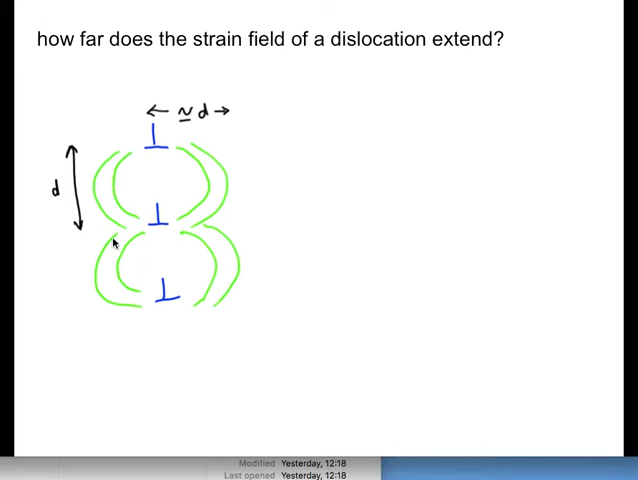 how far does the strain field of a dislocation extend?
← ≃ d →
d
Modified Yesterday, 12:18
Last opened Yesterday, 12:18